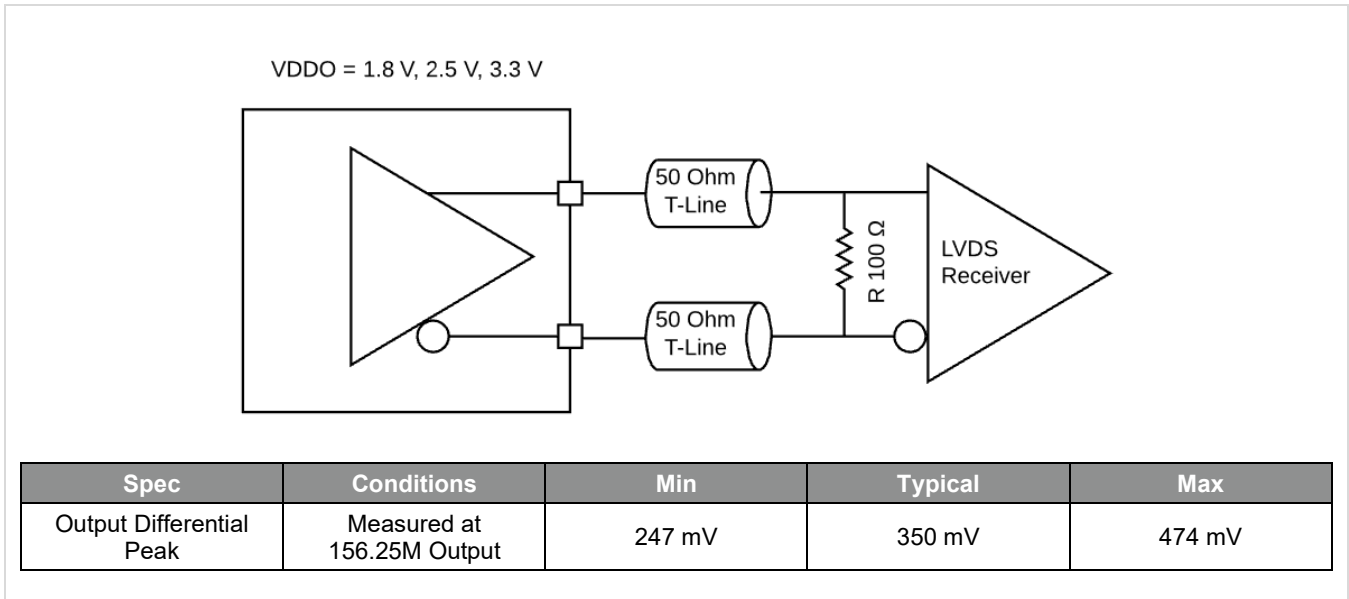 VDDO = 1.8 V, 2.5 V, 3.3 V
50 Ohm
T-Line
R 100 Ω
LVDS
Receiver
50 Ohm
T-Line
Spec Conditions Min Typical Max
Output Differential
Peak
Measured at
156.25M Output
247 mV 350 mV 474 mV